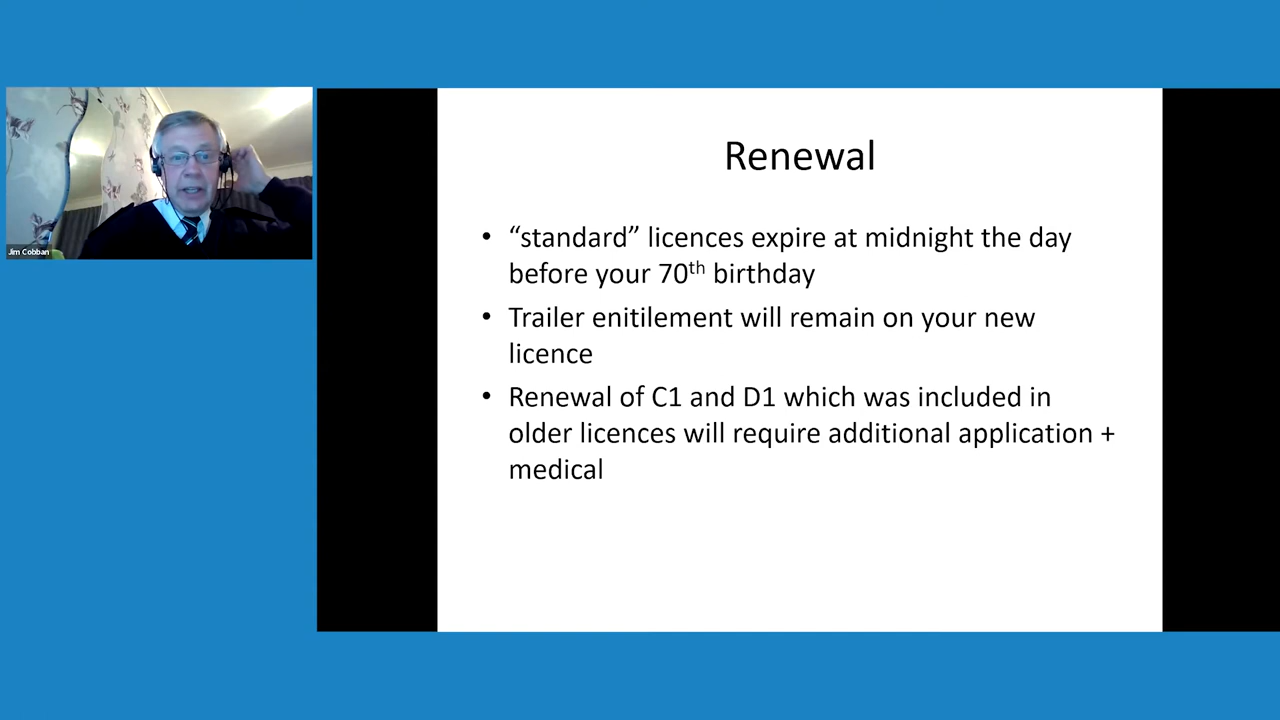 Jim Cobban
Renewal
• “standard” licences expire at midnight the day
before your 70th birthday
• Trailer enitilement will remain on your new
licence
• Renewal of C1 and D1 which was included in
older licences will require additional application +
medical